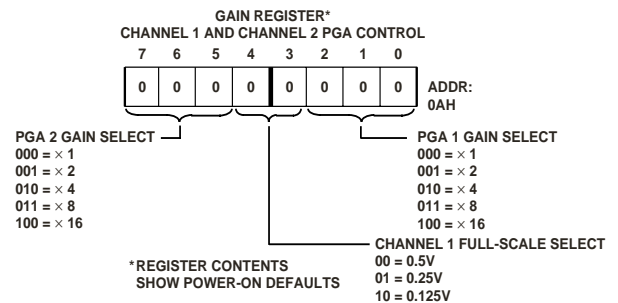 GAIN REGISTER*
CHANNEL 1 AND CHANNEL 2 PGA CONTROL
7 6 5 4 3 2 1 0
0 0 0 0 0 0 0 0
ADDR:
0AH
PGA 2 GAIN SELECT
000 = × 1
001 = × 2
010 = × 4
011 = × 8
100 = × 16
PGA 1 GAIN SELECT
000 = × 1
001 = × 2
010 = × 4
011 = × 8
100 = × 16
CHANNEL 1 FULL-SCALE SELECT
00 = 0.5V
01 = 0.25V
10 = 0.125V
*REGISTER CONTENTS
SHOW POWER-ON DEFAULTS